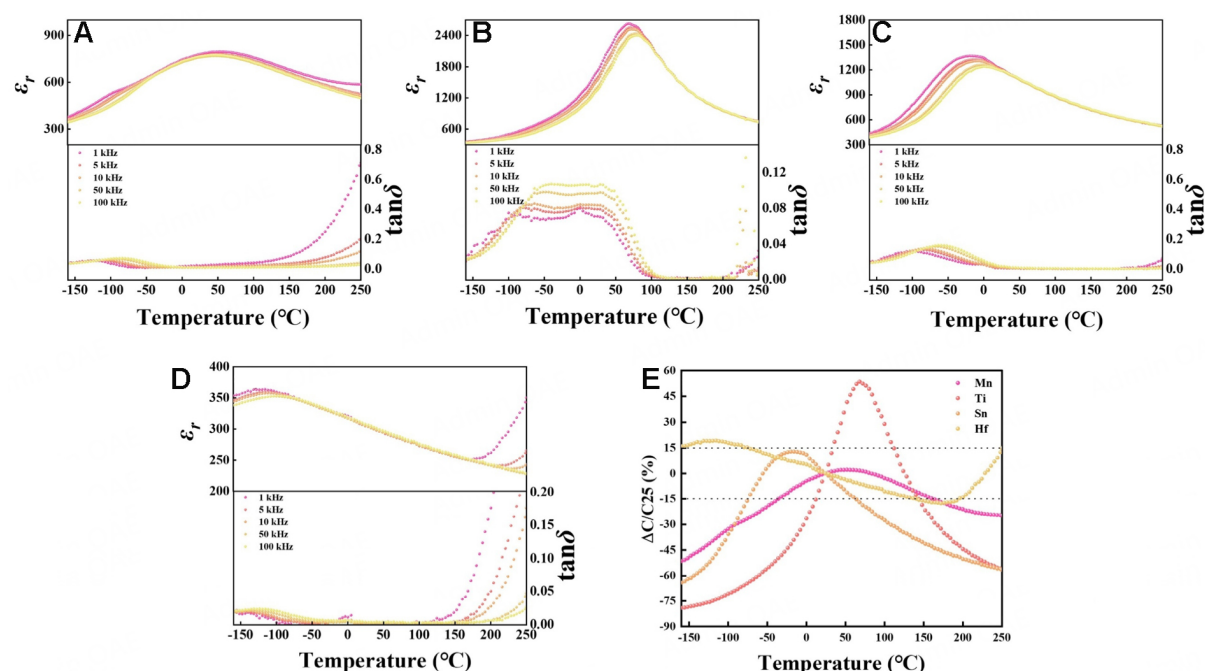 A
900
600
300
εr
1 kHz
5 kHz
10 kHz
50 kHz
100 kHz
0.8
0.6
0.4
0.2
0.0
tanδ
-150 -100 -50 0 50 100 150 200 250
Temperature (°C)
B
2400
1800
1200
600
εr
1 kHz
5 kHz
10 kHz
50 kHz
100 kHz
0.12
0.08
0.04
0.00
tanδ
-150 -100 -50 0 50 100 150 200 250
Temperature (°C)
C
1800
1500
1200
900
600
300
εr
1 kHz
5 kHz
10 kHz
50 kHz
100 kHz
0.8
0.6
0.4
0.2
0.0
tanδ
-150 -100 -50 0 50 100 150 200 250
Temperature (°C)
D
400
350
300
250
200
εr
1 kHz
5 kHz
10 kHz
50 kHz
100 kHz
0.20
0.15
0.10
0.05
0.00
tanδ
-150 -100 -50 0 50 100 150 200 250
Temperature (°C)
E
60
45
30
15
0
-15
-30
-45
-60
-75
-90
ΔC/C25 (%)
Mn
Ti
Sn
Hf
-150 -100 -50 0 50 100 150 200 250
Temperature (°C)